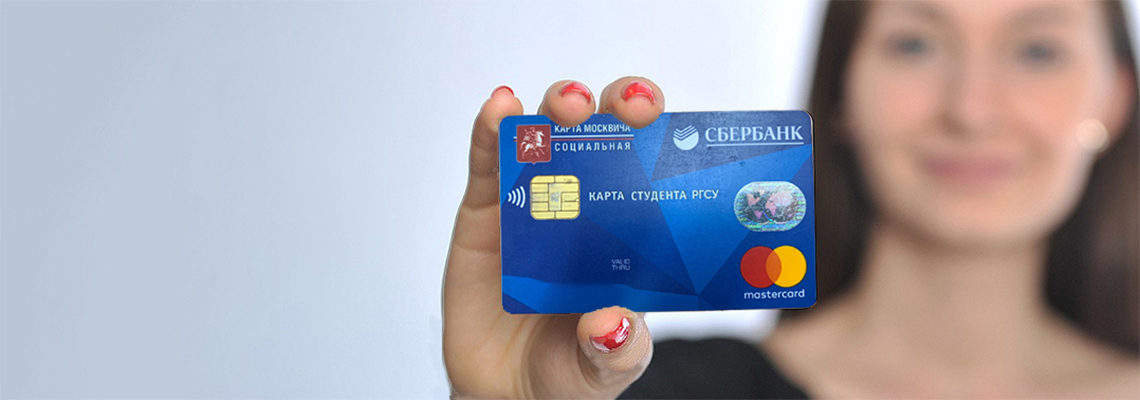 КАРТА МОСКВИЧА
СОЦИАЛЬНАЯ
СБЕРБАНК
КАРТА СТУДЕНТА РГСУ
VALID
THRU
mastercard